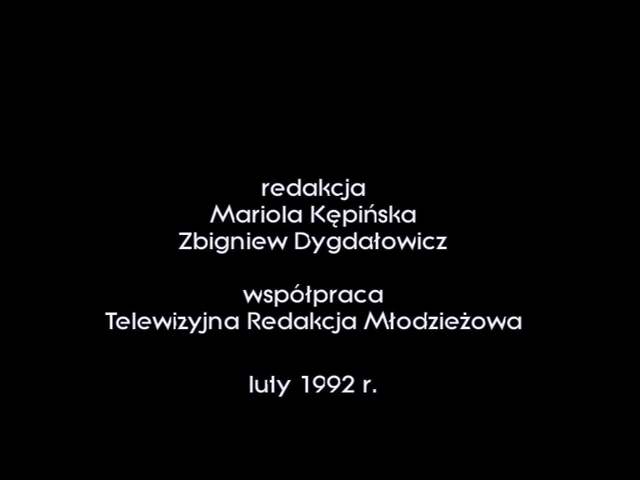 redakcja
Mariola Kępińska
Zbigniew Dygdałowicz
współpraca
Telewizyjna Redakcja Młodzieżowa
luty 1992 r.